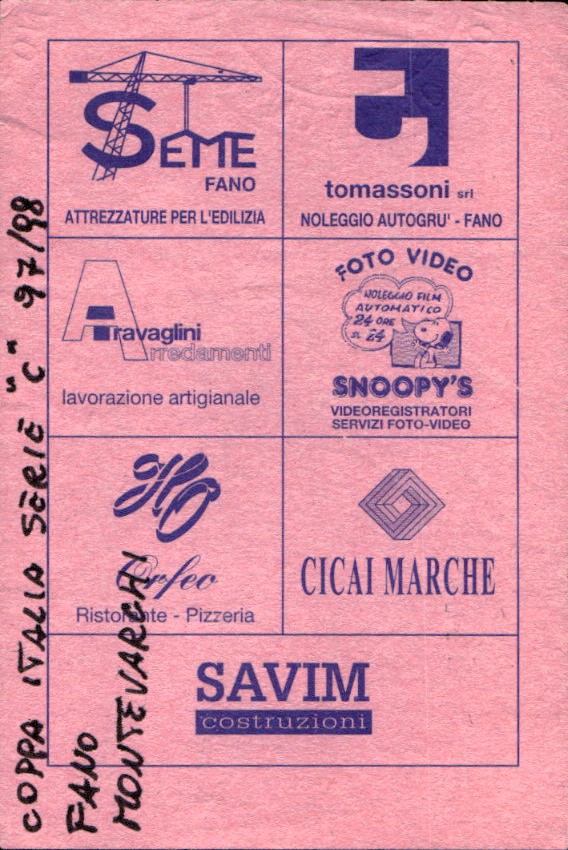 SEME
FANO
ATTREZZATURE PER L'EDILIZIA
tomassoni srl
NOLEGGIO AUTOGRU' - FANO
Aravaglini
Arredamenti
lavorazione artigianale
FOTO VIDEO
NOLEGGIO FILM
AUTOMATICO
24 ORE
SU 24
SNOOPY'S
VIDEOREGISTRATORI
SERVIZI FOTO-VIDEO
Orfeo
Ristorante - Pizzeria
CICAI MARCHE
SAVIM
costruzioni
COPPA ITALIA SERIE "C" 97/98
FANO
MONTEVARCHI